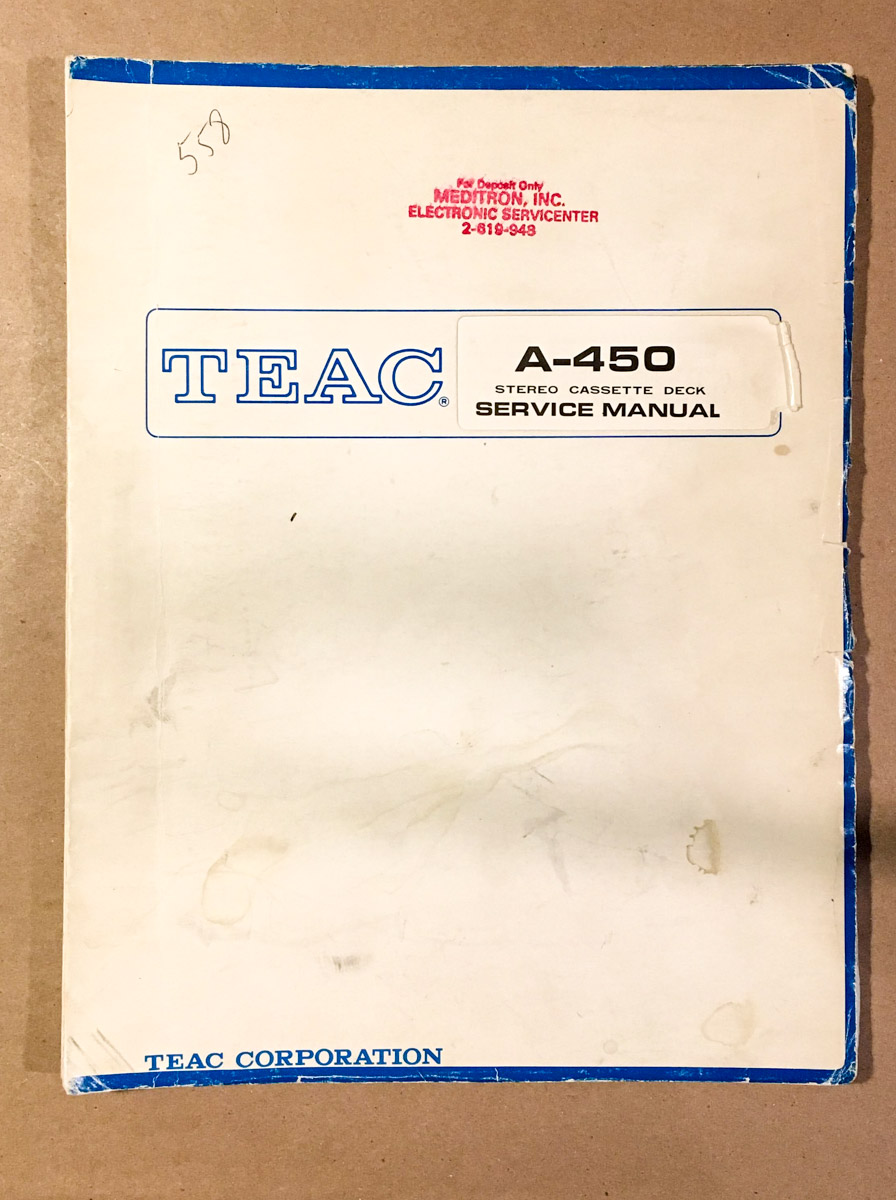 558
For Deposit Only
MEDITRON, INC.
ELECTRONIC SERVICENTER
2-619-948
TEAC®
A-450
STEREO CASSETTE DECK
SERVICE MANUAL
TEAC CORPORATION